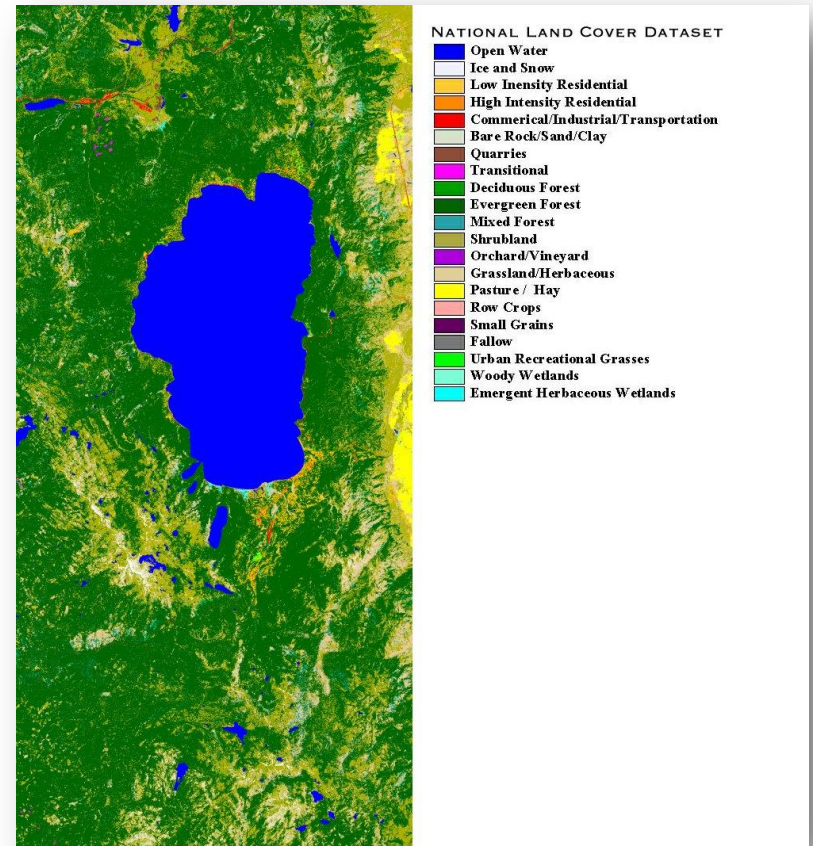 NATIONAL LAND COVER DATASET
Open Water
Ice and Snow
Low Inensity Residential
High Intensity Residential
Commerical/Industrial/Transportation
Bare Rock/Sand/Clay
Quarries
Transitional
Deciduous Forest
Evergreen Forest
Mixed Forest
Shrubland
Orchard/Vineyard
Grassland/Herbaceous
Pasture / Hay
Row Crops
Small Grains
Fallow
Urban Recreational Grasses
Woody Wetlands
Emergent Herbaceous Wetlands